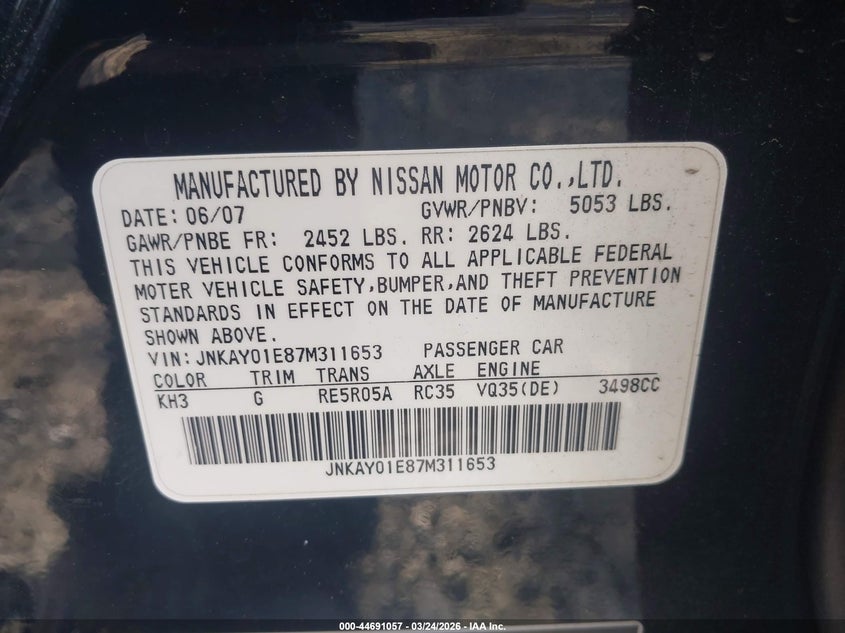 MANUFACTURED BY NISSAN MOTOR CO.,LTD.
DATE: 06/07 GVWR/PNBV: 5053 LBS.
GAWR/PNBE FR: 2452 LBS. RR: 2624 LBS.
THIS VEHICLE CONFORMS TO ALL APPLICABLE FEDERAL
MOTER VEHICLE SAFETY,BUMPER,AND THEFT PREVENTION
STANDARDS IN EFFECT ON THE DATE OF MANUFACTURE
SHOWN ABOVE.
VIN: JNKAY01E87M311653 PASSENGER CAR
COLOR TRIM TRANS AXLE ENGINE
KH3 G RE5R05A RC35 VQ35(DE) 3498CC
JNKAY01E87M311653
000-44691057 - 03/24/2026 - IAA Inc.